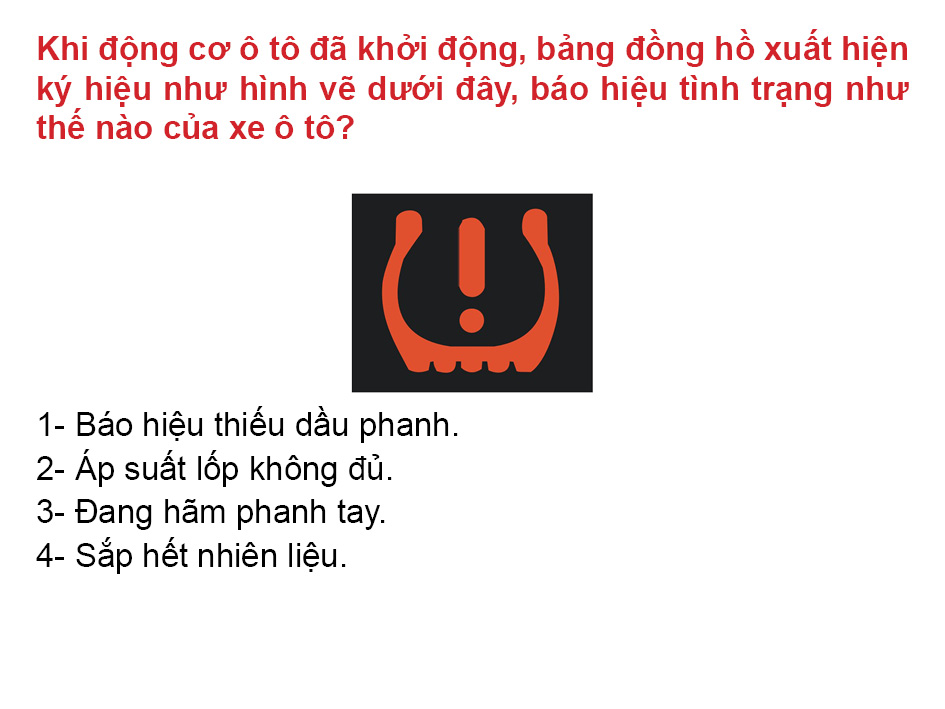 Khi động cơ ô tô đã khởi động, bảng đồng hồ xuất hiện
ký hiệu như hình vẽ dưới đây, báo hiệu tình trạng như
thế nào của xe ô tô?
!
1- Báo hiệu thiếu dầu phanh.
2- Áp suất lốp không đủ.
3- Đang hãm phanh tay.
4- Sắp hết nhiên liệu.